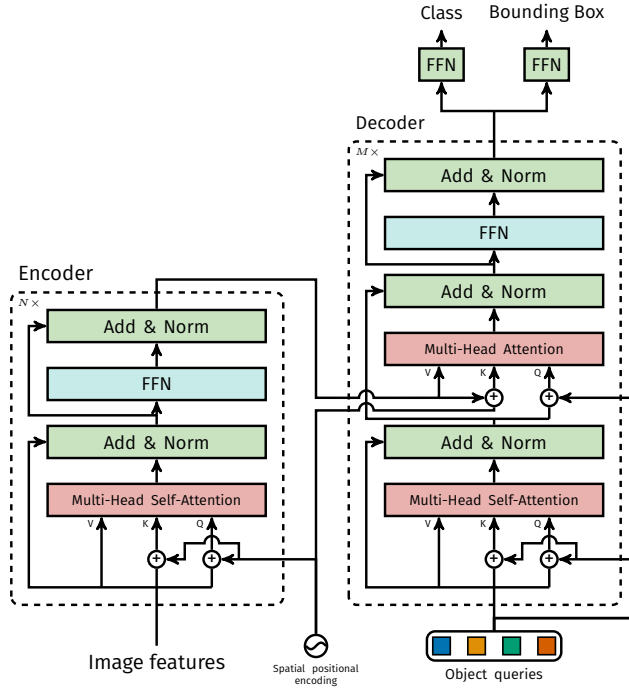 Class
Bounding Box
FFN
FFN
Decoder
M×
Add & Norm
FFN
Add & Norm
Multi-Head Attention
V
K
Q
+
+
Add & Norm
Multi-Head Self-Attention
V
K
Q
+
+
Object queries
Encoder
N×
Add & Norm
FFN
Add & Norm
Multi-Head Self-Attention
V
K
Q
+
+
Image features
Spatial positional
encoding